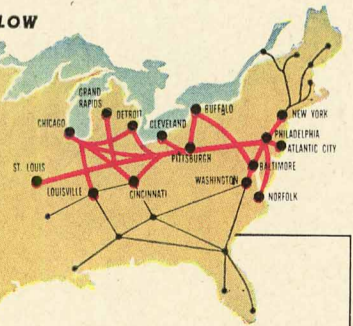 LOW
GRAND
RAPIDS
DETROIT
BUFFALO
CHICAGO
CLEVELAND
NEW YORK
PHILADELPHIA
ATLANTIC CITY
PITTSBURGH
BALTIMORE
ST. LOUIS
WASHINGTON
LOUISVILLE
CINCINNATI
NORFOLK